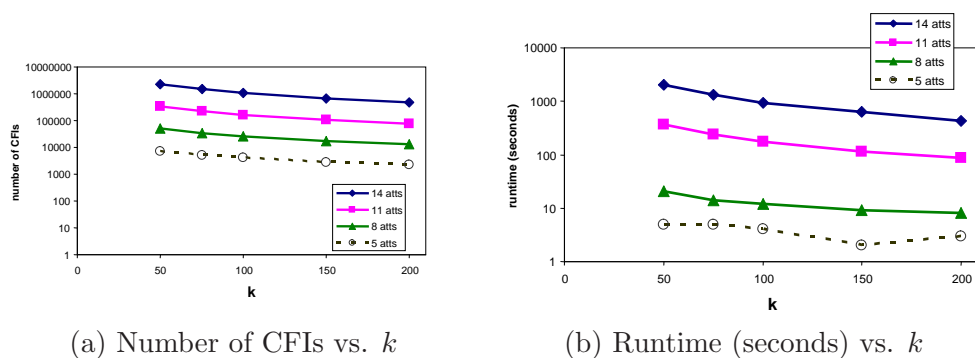 10000000
1000000
100000
10000
1000
100
10
1
number of CFIs
0 50 100 150 200
k
14 atts
11 atts
8 atts
5 atts
(a) Number of CFIs vs. k
14 atts
11 atts
8 atts
5 atts
10000
1000
100
10
1
runtime (seconds)
0 50 100 150 200
k
(b) Runtime (seconds) vs. k